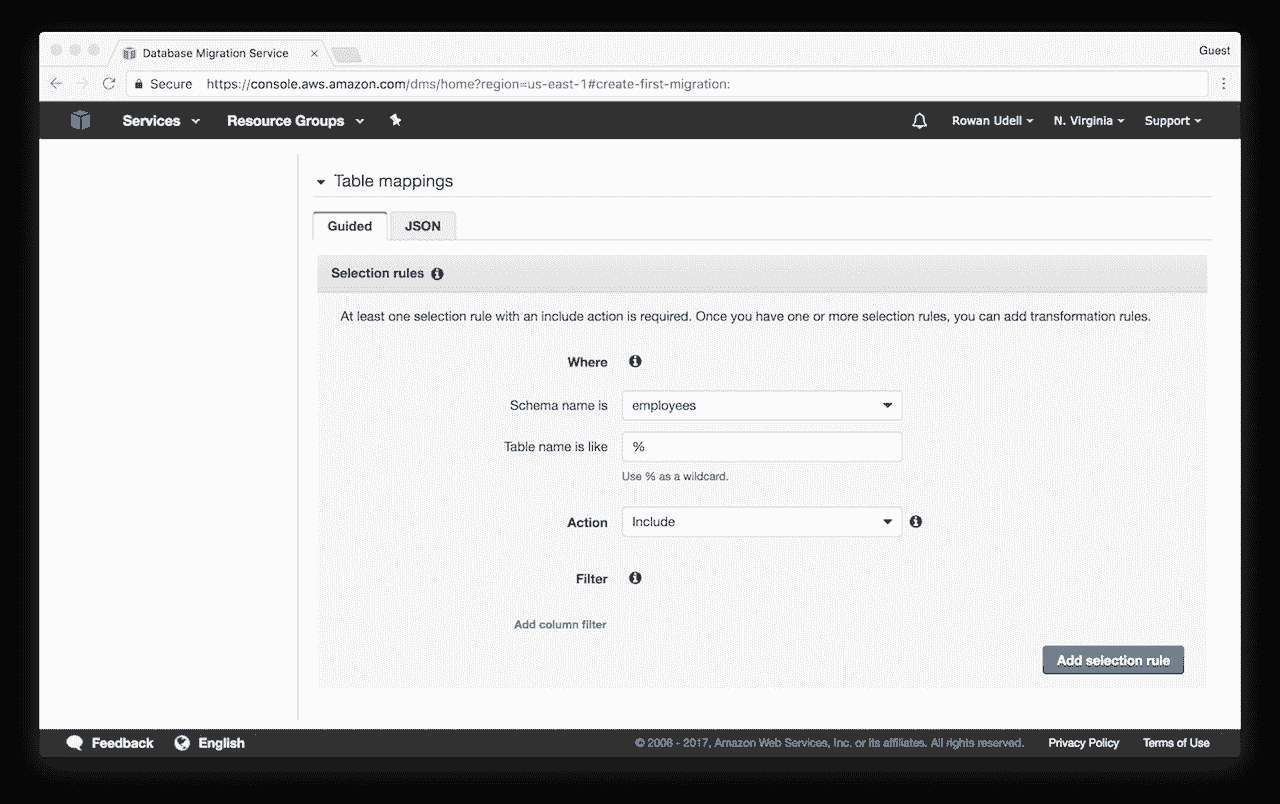 Database Migration Service
Guest
Secure https://console.aws.amazon.com/dms/home?region=us-east-1#create-first-migration:
Services Resource Groups Rowan Udell N. Virginia Support
Table mappings
Guided JSON
Selection rules
At least one selection rule with an include action is required. Once you have one or more selection rules, you can add transformation rules.
Where
Schema name is employees
Table name is like %
Use % as a wildcard.
Action Include
Filter
Add column filter
Add selection rule
Feedback English © 2006 - 2017, Amazon Web Services, Inc. or its affiliates. All rights reserved. Privacy Policy Terms of Use